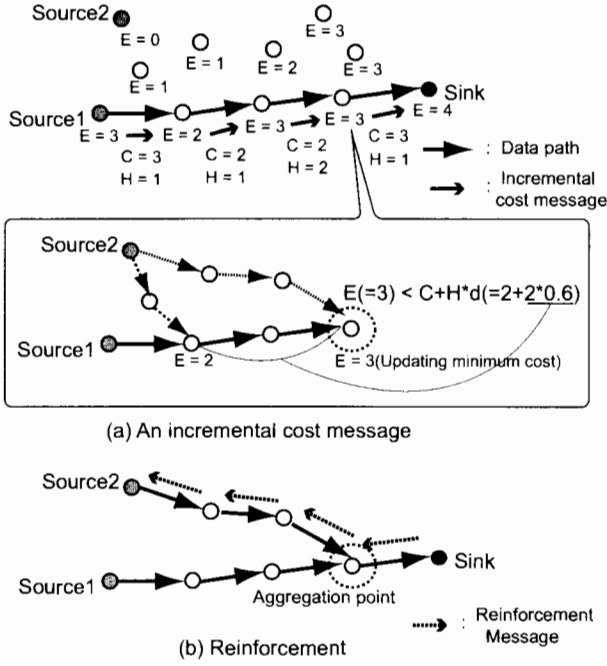 Source2
E = 0
E = 3
E = 1
E = 2
E = 3
E = 1
Source1
Sink
E = 3 E = 2 E = 3 E = 3 E = 4
C = 3 C = 2 C = 2 C = 3
H = 1 H = 1 H = 2 H = 1
: Data path
: Incremental
cost message
Source2
E(=3) < C+H*d(=2+2*0.6)
Source1
E = 2
E = 3(Updating minimum cost)
(a) An incremental cost message
Source2
Sink
Source1
Aggregation point
: Reinforcement
Message
(b) Reinforcement